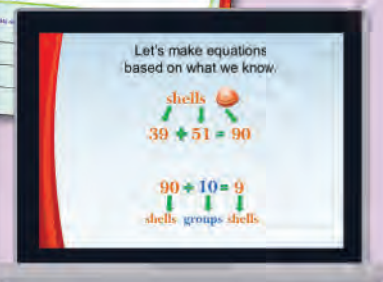 Let's make equations
based on what we know.
shells
39 + 51 = 90
90 ÷ 10 = 9
shells groups shells